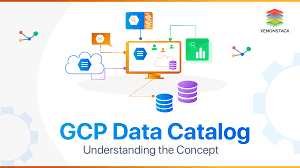 XENONSTACK
GCP Data Catalog
Understanding the Concept